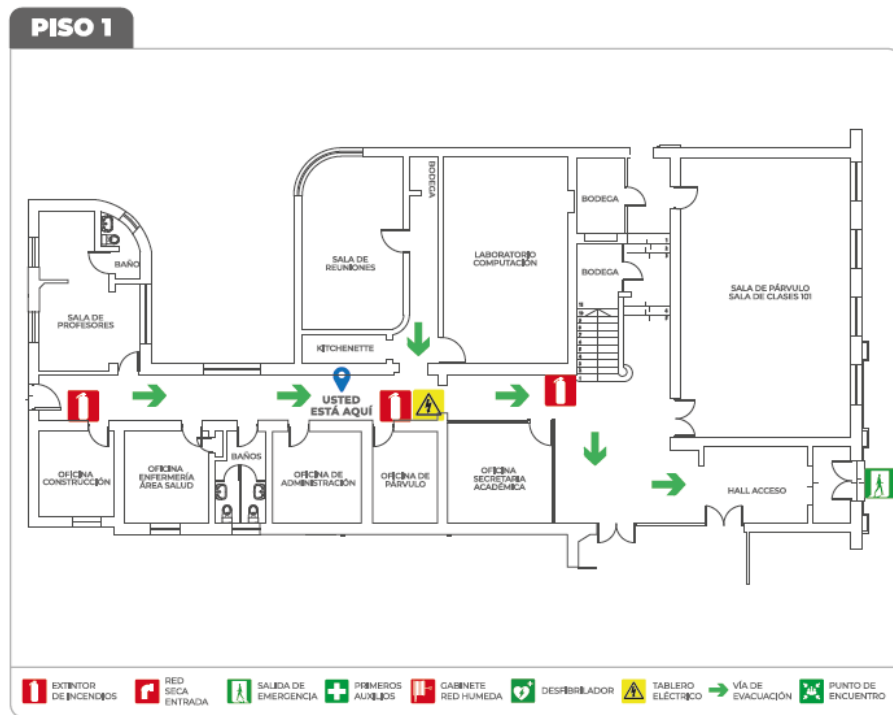 PISO 1
BODEGA
BODEGA
SALA DE
REUNIONES
LABORATORIO
COMPUTACIÓN
BODEGA
SALA DE PÁRVULO
SALA DE CLASES 101
BAÑO
SALA DE
PROFESORES
KITCHENETTE
USTED
ESTÁ AQUÍ
OFICINA
CONSTRUCCIÓN
OFICINA
ENFERMERÍA
ÁREA SALUD
BAÑOS
OFICINA DE
ADMINISTRACIÓN
OFICINA DE
PÁRVULO
OFICINA
SECRETARIA
ACADÉMICA
HALL ACCESO
EXTINTOR
DE INCENDIOS
RED
SECA
ENTRADA
SALIDA DE
EMERGENCIA
PRIMEROS
AUXILIOS
GABINETE
RED HUMEDA
DESFIBRILADOR
TABLERO
ELÉCTRICO
VÍA DE
EVACUACIÓN
PUNTO DE
ENCUENTRO